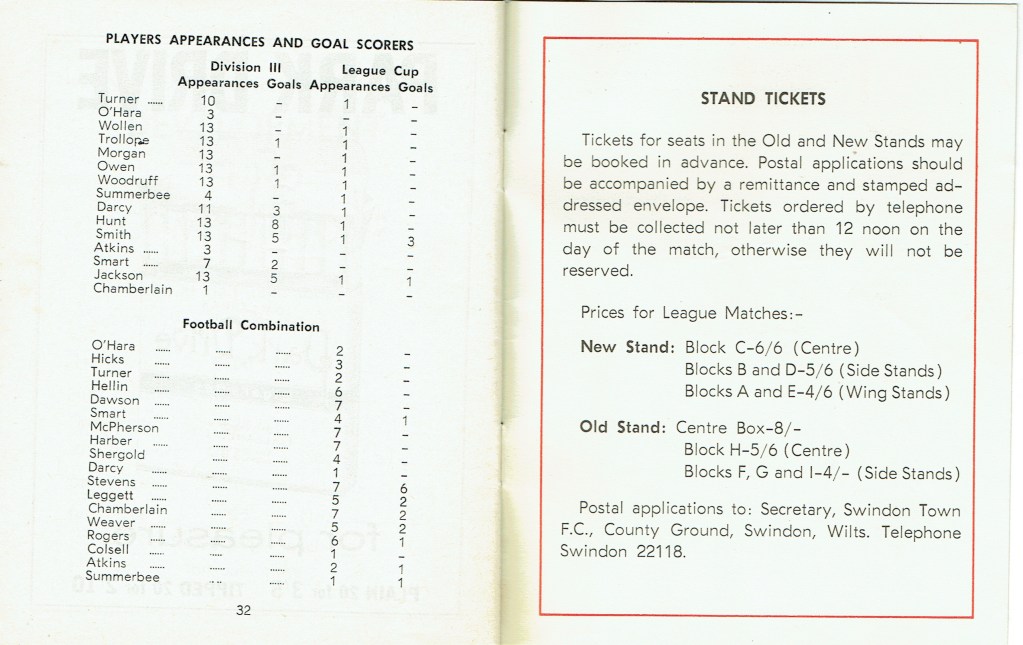 PLAYERS APPEARANCES AND GOAL SCORERS
Division III League Cup
Appearances Goals Appearances Goals
Turner ...... 10 – 1 –
O'Hara 3 – – –
Wollen 13 – 1 –
Trollope 13 1 1 –
Morgan 13 – 1 –
Owen 13 1 1 –
Woodruff 13 1 1 –
Summerbee 4 – 1 –
Darcy 11 3 1 –
Hunt 13 8 1 –
Smith 13 5 1 3
Atkins ...... 3 – – –
Smart ...... 7 2 – –
Jackson 13 5 1 1
Chamberlain 1 – – –
Football Combination
O'Hara ...... ...... ...... 2 –
Hicks ...... ...... ...... 3 –
Turner ...... ...... ...... 2 –
Hellin ...... ...... ...... 6 –
Dawson ...... ...... ...... 7 –
Smart ...... ...... ...... 4 1
McPherson ...... ...... 7 –
Harber ...... ...... ...... 7 –
Shergold ...... ...... 4 –
Darcy ...... ...... ...... 1 –
Stevens ...... ...... ...... 7 6
Leggett ...... ...... ...... 5 2
Chamberlain ...... ...... 7 2
Weaver ...... ...... ...... 5 2
Rogers ...... ...... ...... 6 1
Colsell ...... ...... ...... 1 –
Atkins ...... ...... ...... 2 1
Summerbee ...... ...... 1 1
32
STAND TICKETS
Tickets for seats in the Old and New Stands may
be booked in advance. Postal applications should
be accompanied by a remittance and stamped ad-
dressed envelope. Tickets ordered by telephone
must be collected not later than 12 noon on the
day of the match, otherwise they will not be
reserved.
Prices for League Matches:–
New Stand: Block C–6/6 (Centre)
Blocks B and D–5/6 (Side Stands)
Blocks A and E–4/6 (Wing Stands)
Old Stand: Centre Box–8/–
Block H–5/6 (Centre)
Blocks F, G and I–4/– (Side Stands)
Postal applications to: Secretary, Swindon Town
F.C., County Ground, Swindon, Wilts. Telephone
Swindon 22118.